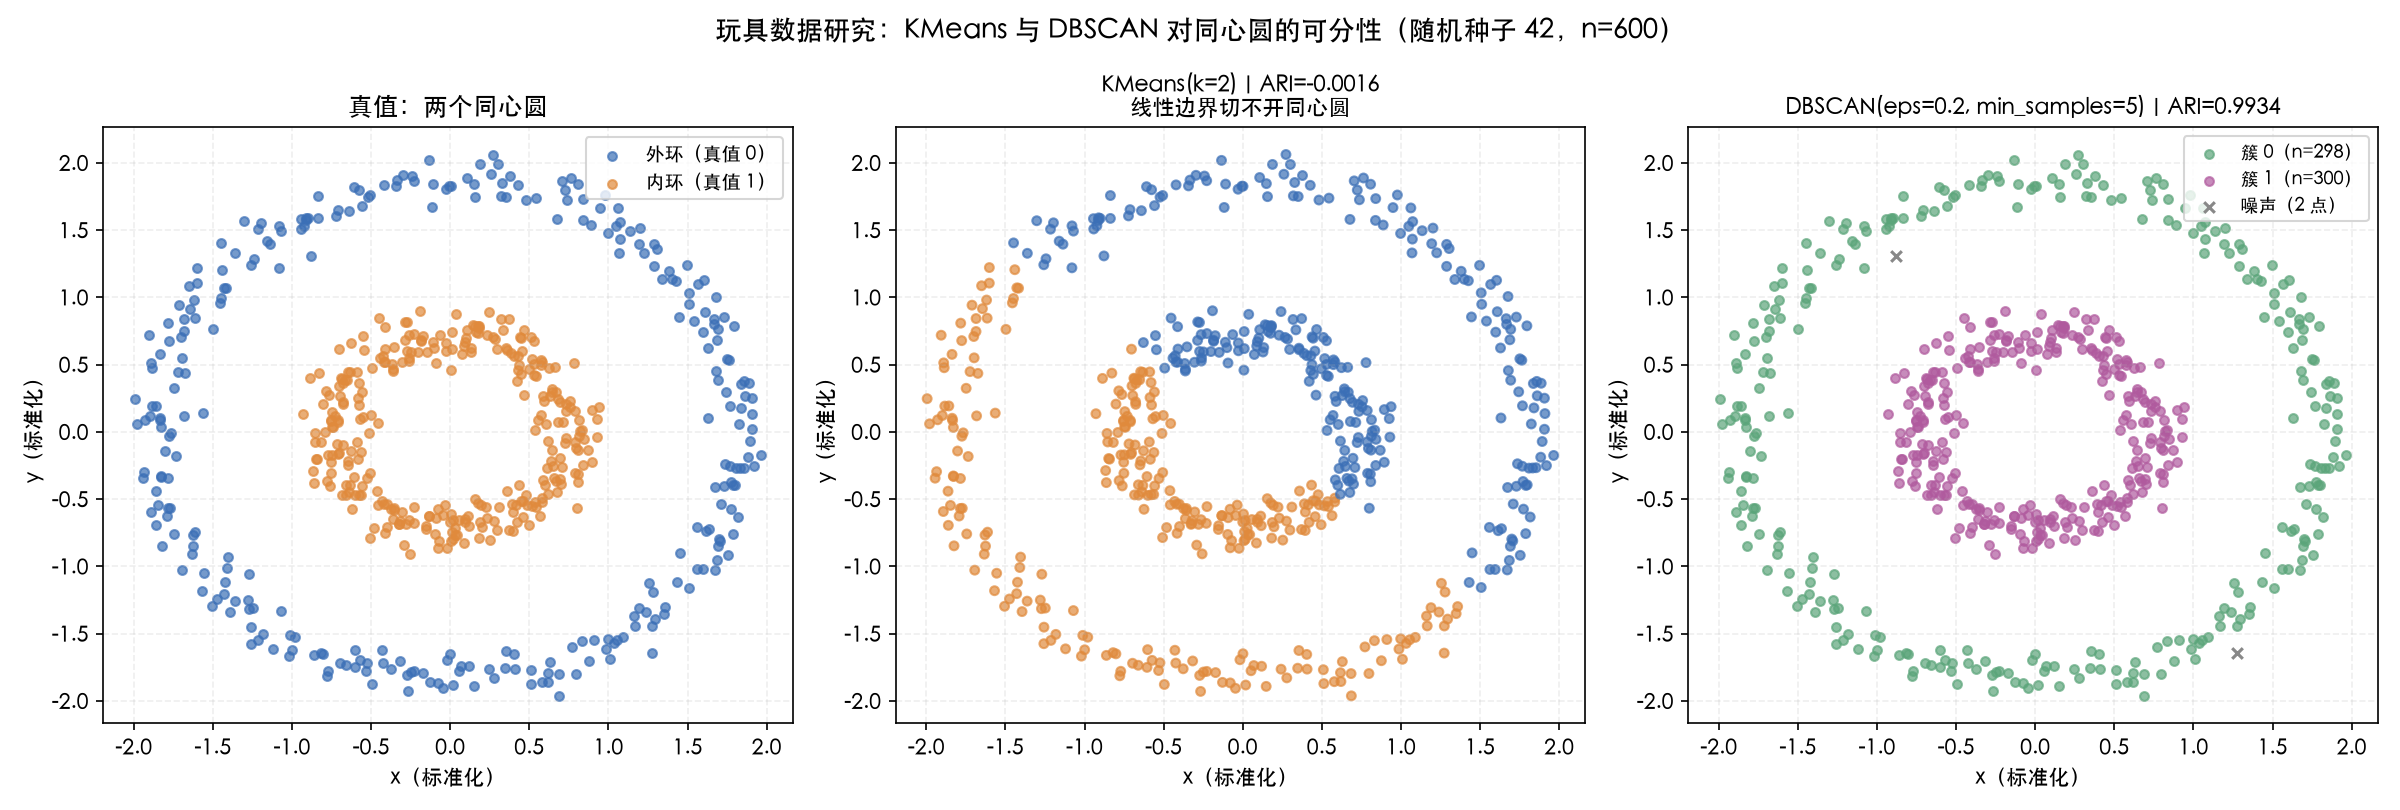 玩具数据研究：KMeans 与 DBSCAN 对同心圆的可分性（随机种子 42，n=600）
真值：两个同心圆
外环（真值 0）
内环（真值 1）
2.0
1.5
1.0
0.5
0.0
-0.5
-1.0
-1.5
-2.0
y（标准化）
-2.0 -1.5 -1.0 -0.5 0.0 0.5 1.0 1.5 2.0
x（标准化）
KMeans(k=2) | ARI=-0.0016
线性边界切不开同心圆
2.0
1.5
1.0
0.5
0.0
-0.5
-1.0
-1.5
-2.0
y（标准化）
-2.0 -1.5 -1.0 -0.5 0.0 0.5 1.0 1.5 2.0
x（标准化）
DBSCAN(eps=0.2, min_samples=5) | ARI=0.9934
簇 0（n=298）
簇 1（n=300）
噪声（2 点）
2.0
1.5
1.0
0.5
0.0
-0.5
-1.0
-1.5
-2.0
y（标准化）
-2.0 -1.5 -1.0 -0.5 0.0 0.5 1.0 1.5 2.0
x（标准化）